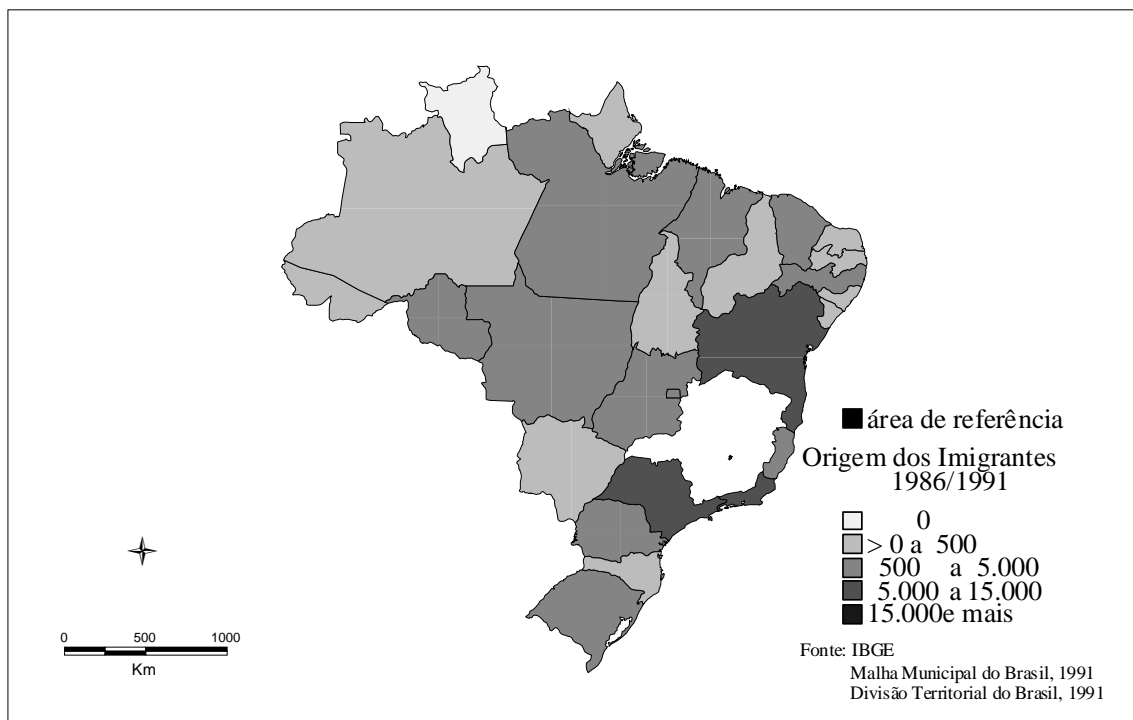 área de referência
Origem dos Imigrantes
1986/1991
0
> 0 a 500
500 a 5.000
5.000 a 15.000
15.000e mais
0 500 1000
Km
Fonte: IBGE
Malha Municipal do Brasil, 1991
Divisão Territorial do Brasil, 1991